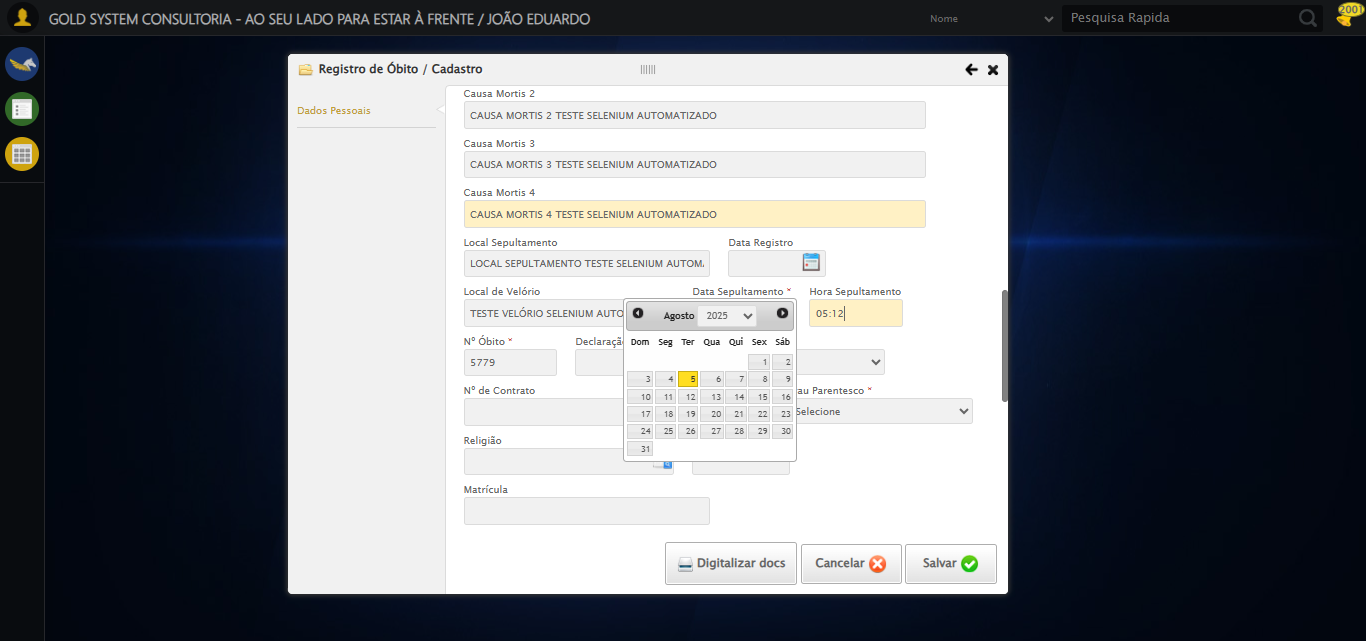 GOLD SYSTEM CONSULTORIA - AO SEU LADO PARA ESTAR À FRENTE / JOÃO EDUARDO
Nome
Pesquisa Rapida
2001
Registro de Óbito / Cadastro
Dados Pessoais
Causa Mortis 2
CAUSA MORTIS 2 TESTE SELENIUM AUTOMATIZADO
Causa Mortis 3
CAUSA MORTIS 3 TESTE SELENIUM AUTOMATIZADO
Causa Mortis 4
CAUSA MORTIS 4 TESTE SELENIUM AUTOMATIZADO
Local Sepultamento Data Registro
LOCAL SEPULTAMENTO TESTE SELENIUM AUTOM
Local de Velório Data Sepultamento * Hora Sepultamento
TESTE VELÓRIO SELENIUM AUTO 05:12
Agosto 2025
Dom Seg Ter Qua Qui Sex Sáb
1 2
3 4 5 6 7 8 9
10 11 12 13 14 15 16
17 18 19 20 21 22 23
24 25 26 27 28 29 30
31
Nº Óbito * Declaraçã
5779
Nº de Contrato au Parentesco *
Selecione
Religião
Matrícula
Digitalizar docs Cancelar Salvar